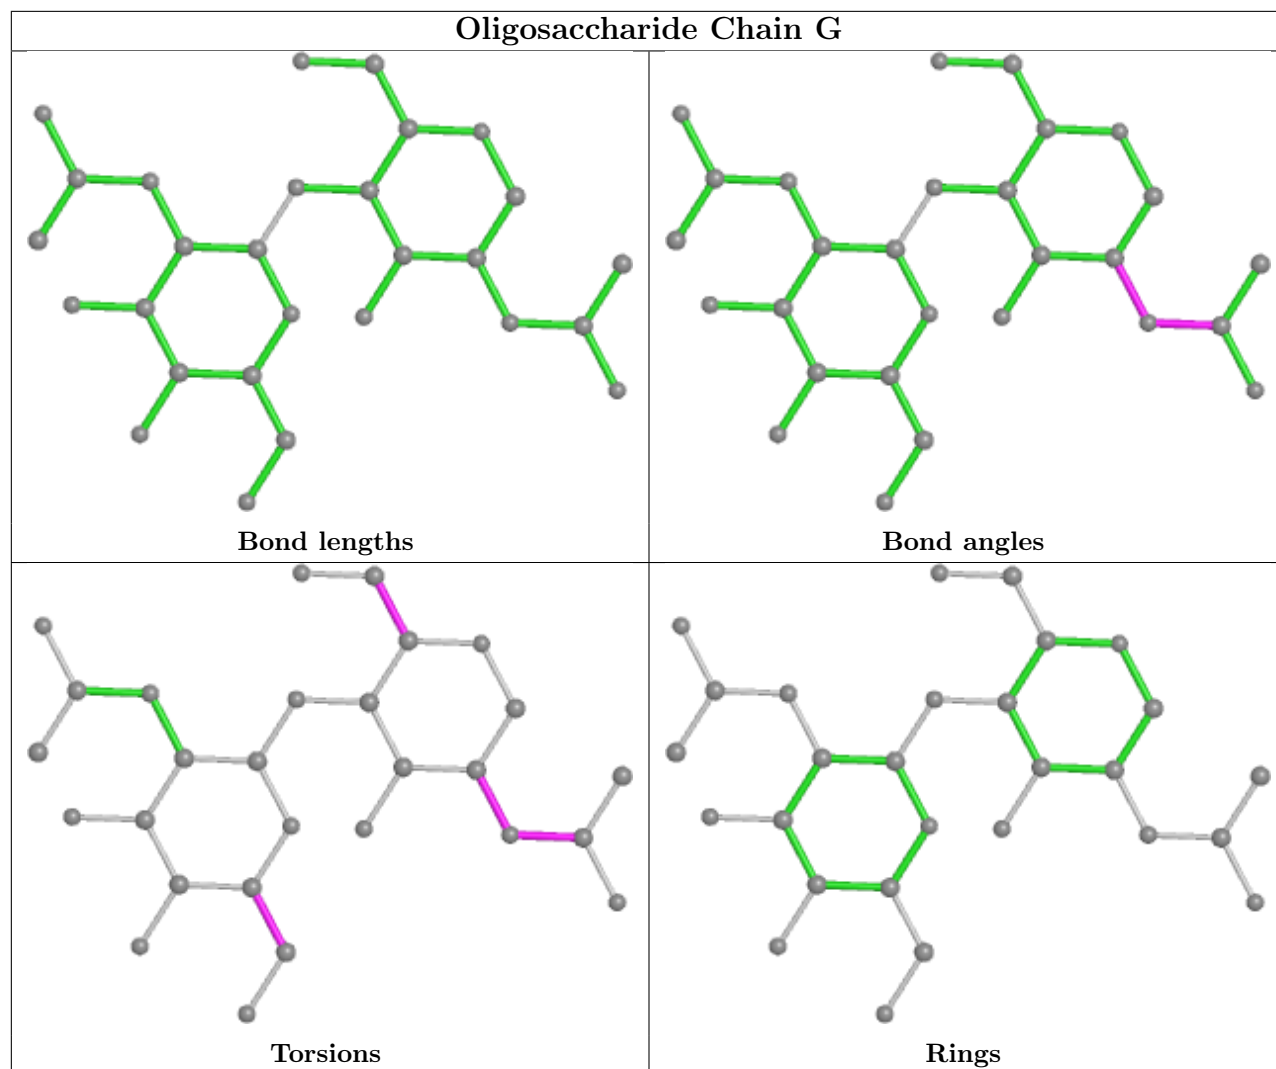 Oligosaccharide Chain G
Bond lengths
Bond angles
Torsions
Rings